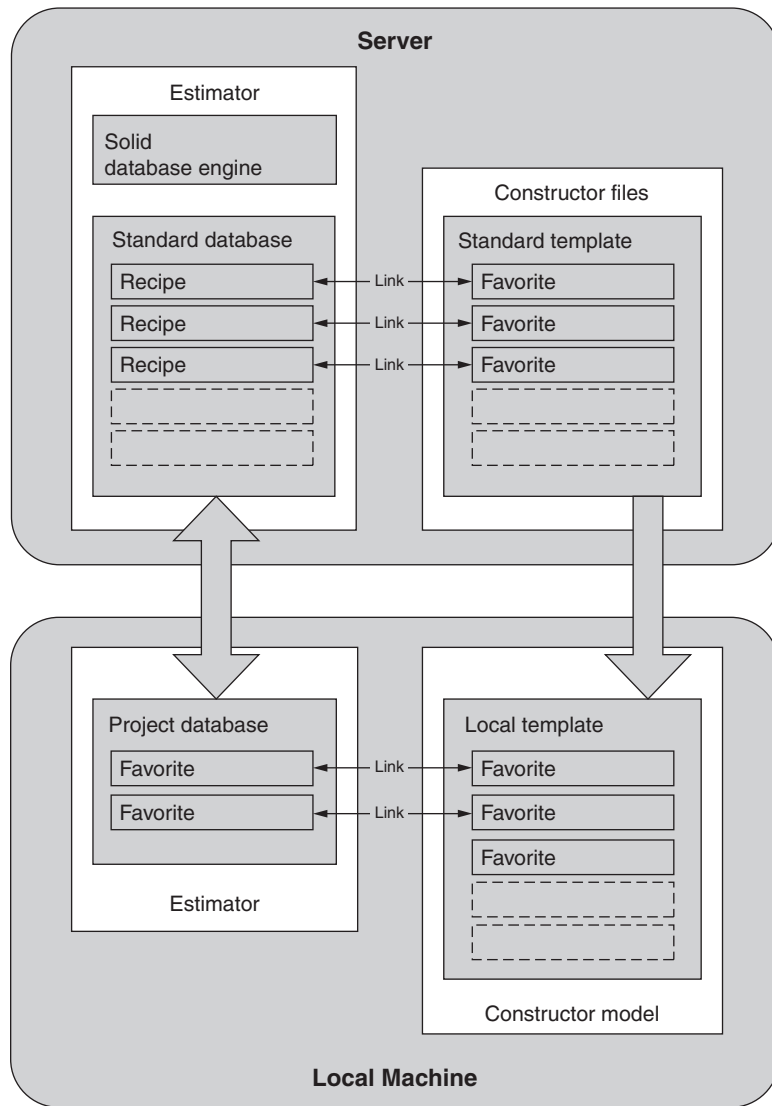 Server
Estimator
Solid
database engine
Constructor files
Standard database
Standard template
Recipe
Link
Favorite
Recipe
Link
Favorite
Recipe
Link
Favorite
Project database
Local template
Favorite
Link
Favorite
Favorite
Link
Favorite
Favorite
Estimator
Constructor model
Local Machine